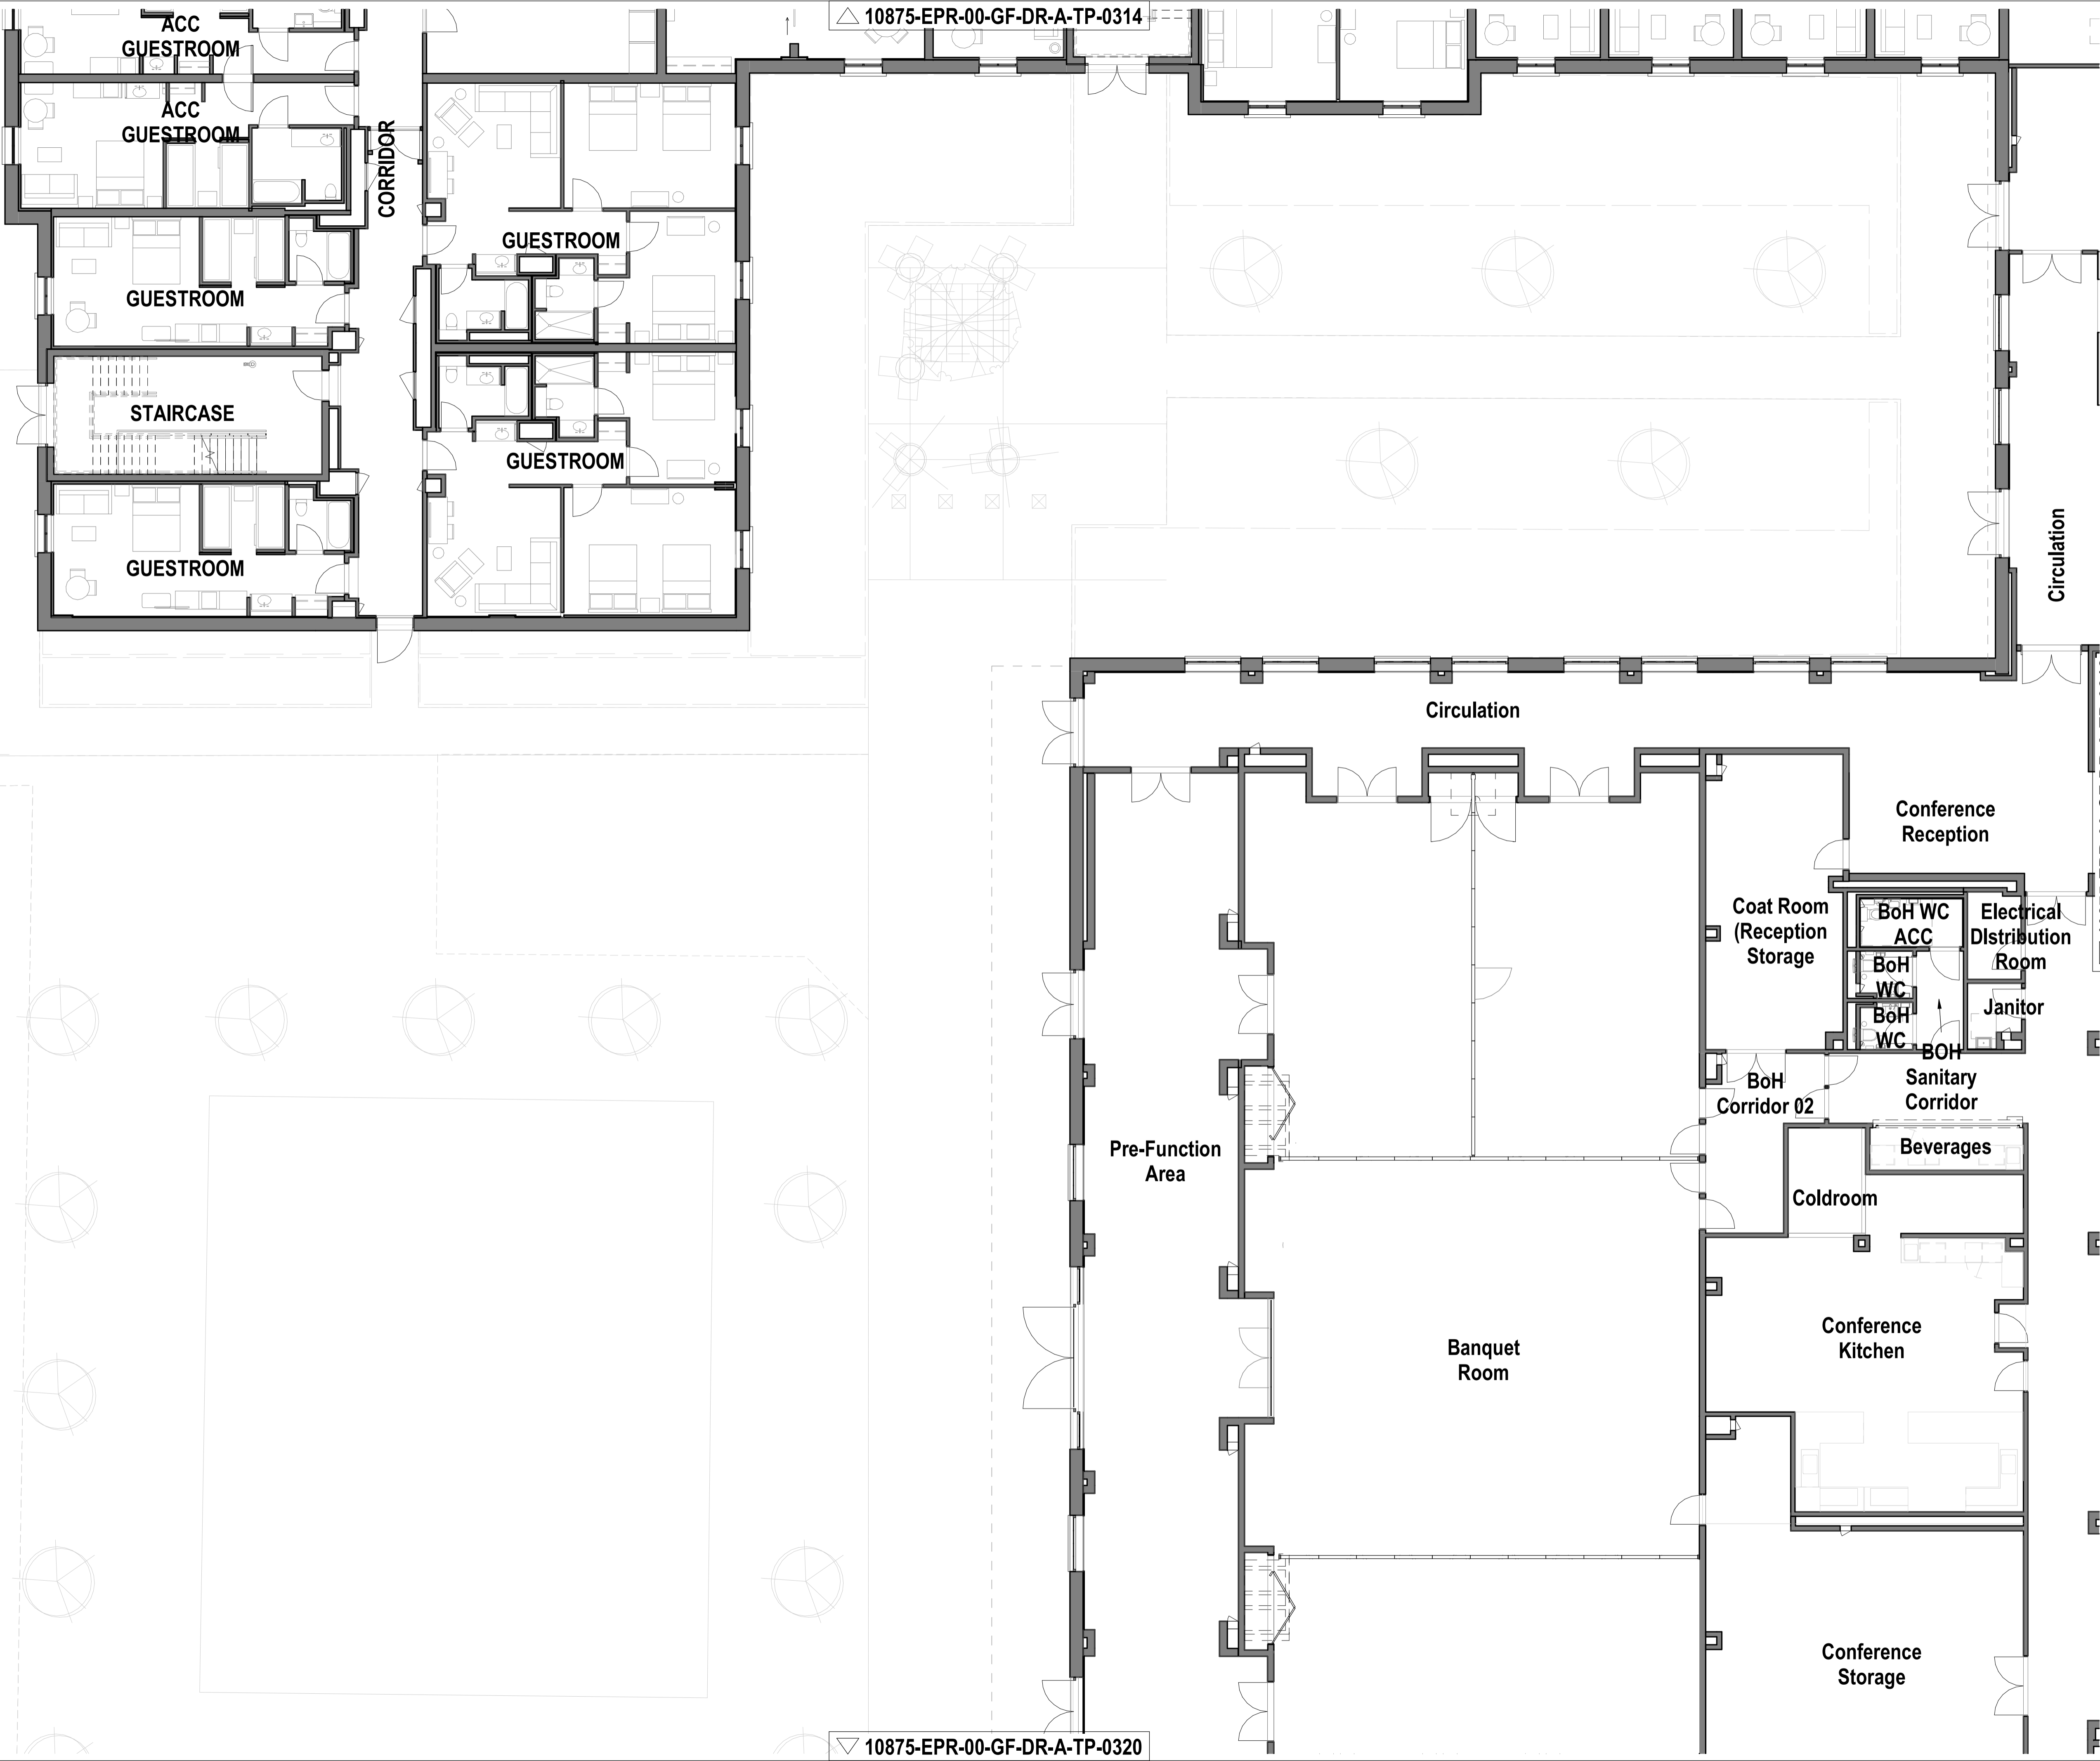 10875-EPR-00-GF-DR-A-TP-0314
ACC
GUESTROOM
ACC
GUESTROOM
CORRIDOR
GUESTROOM
GUESTROOM
STAIRCASE
GUESTROOM
GUESTROOM
Circulation
Circulation
Conference
Reception
Coat Room
(Reception
Storage
BoH WC
ACC
Electrical
DIstribution
Room
BoH
WC
BoH
WC
Janitor
BOH
Sanitary
Corridor
BoH
Corridor 02
Beverages
Pre-Function
Area
Coldroom
Conference
Kitchen
Banquet
Room
Conference
Storage
10875-EPR-00-GF-DR-A-TP-0320